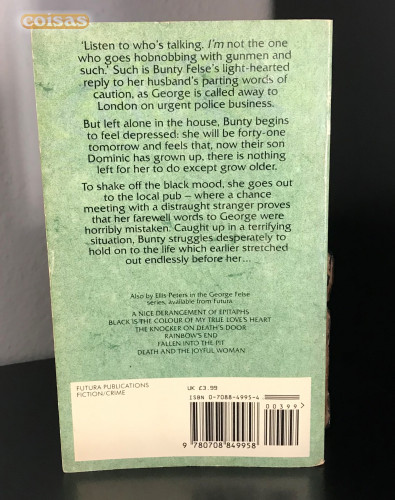 coisas
'Listen to who's talking. I'm not the one
who goes hobnobbing with gunmen and
such.' Such is Bunty Felse's light-hearted
reply to her husband's parting words of
caution, as George is called away to
London on urgent police business.
But left alone in the house, Bunty begins
to feel depressed: she will be forty-one
tomorrow and feels that, now their son
Dominic has grown up, there is nothing
left for her to do except grow older.
To shake off the black mood, she goes out
to the local pub – where a chance
meeting with a distraught stranger proves
that her farewell words to George were
horribly mistaken. Caught up in a terrifying
situation, Bunty struggles desperately to
hold on to the life which earlier stretched
out endlessly before her...
Also by Ellis Peters in the George Felse
series, available from Futura
A NICE DERANGEMENT OF EPITAPHS
BLACK IS THE COLOUR OF MY TRUE LOVE'S HEART
THE KNOCKER ON DEATH'S DOOR
RAINBOW'S END
FALLEN INTO THE PIT
DEATH AND THE JOYFUL WOMAN
FUTURA PUBLICATIONS
FICTION/CRIME
UK £3.99
ISBN 0-7088-4995-4
00399>
9 780708 849958